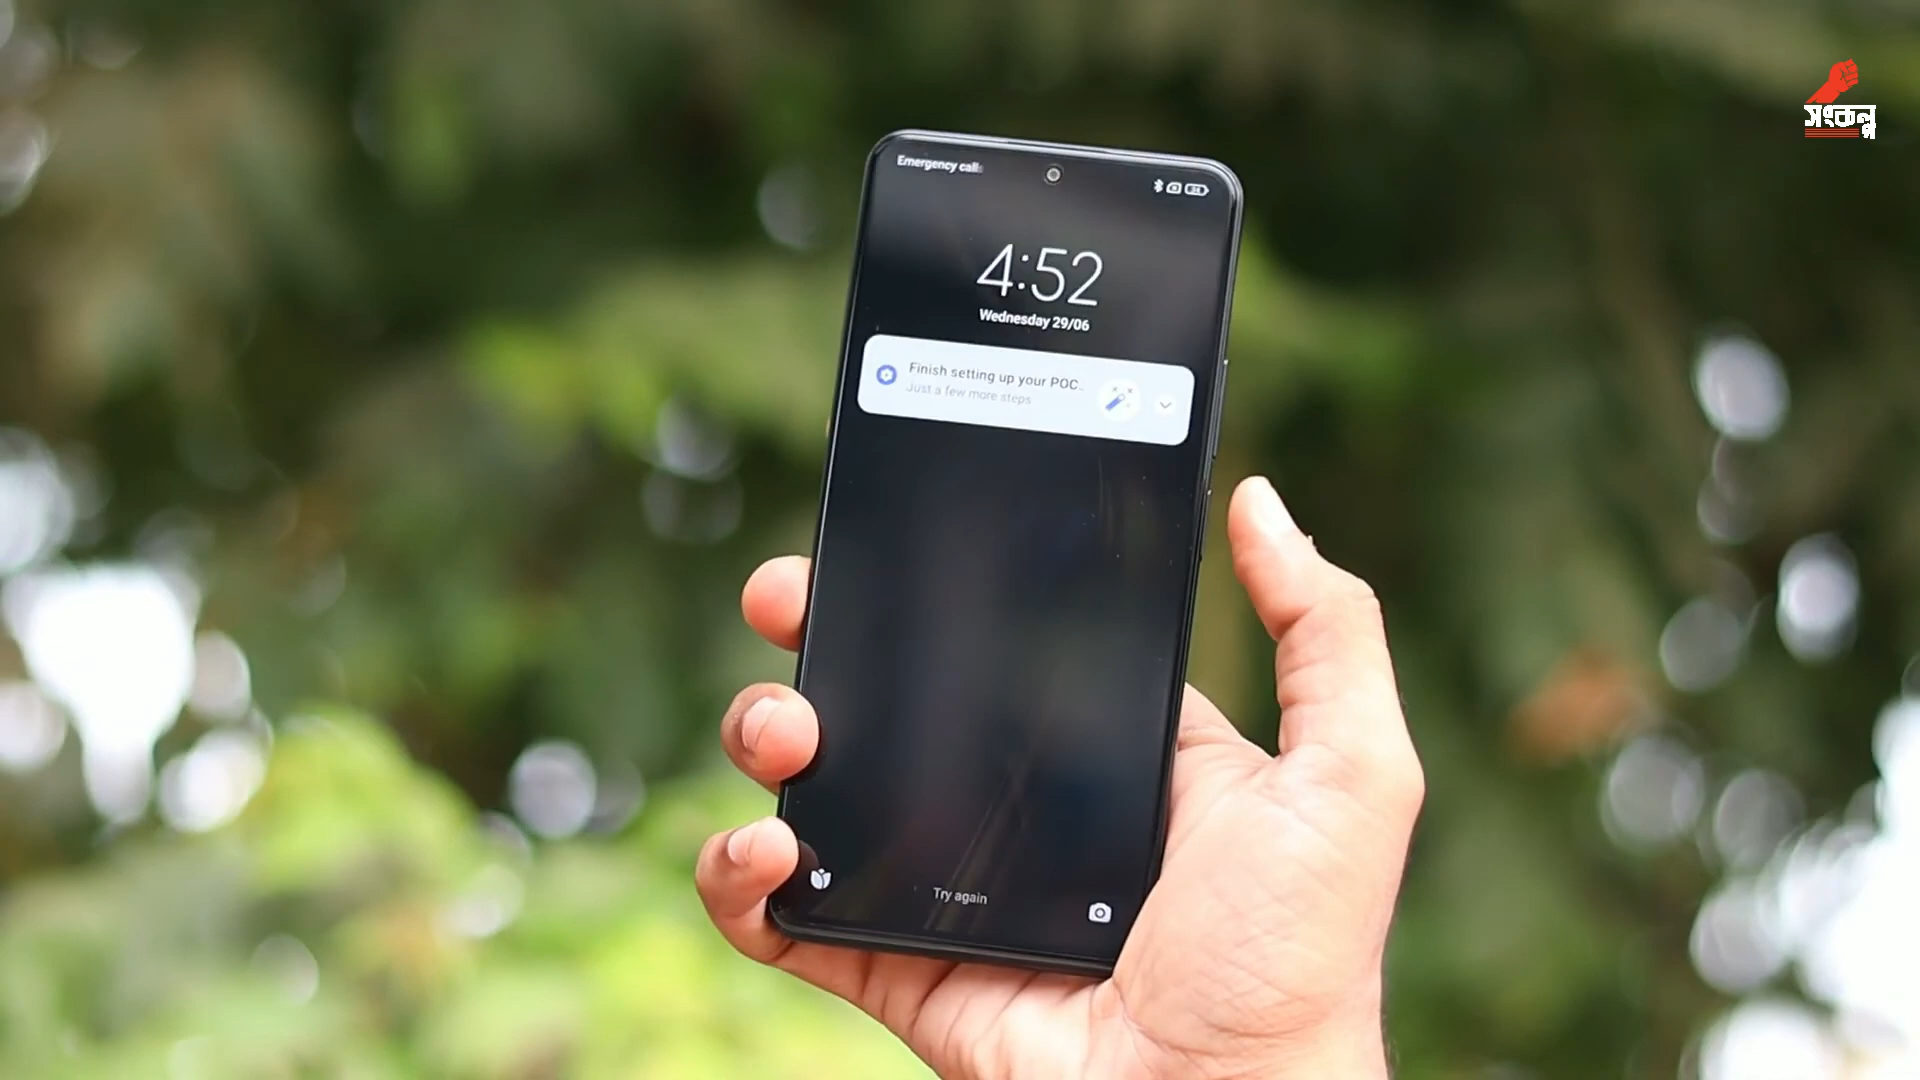 সংকল্প
Emergency call
4:52
Wednesday 29/06
Finish setting up your POC..
Just a few more steps
Try again